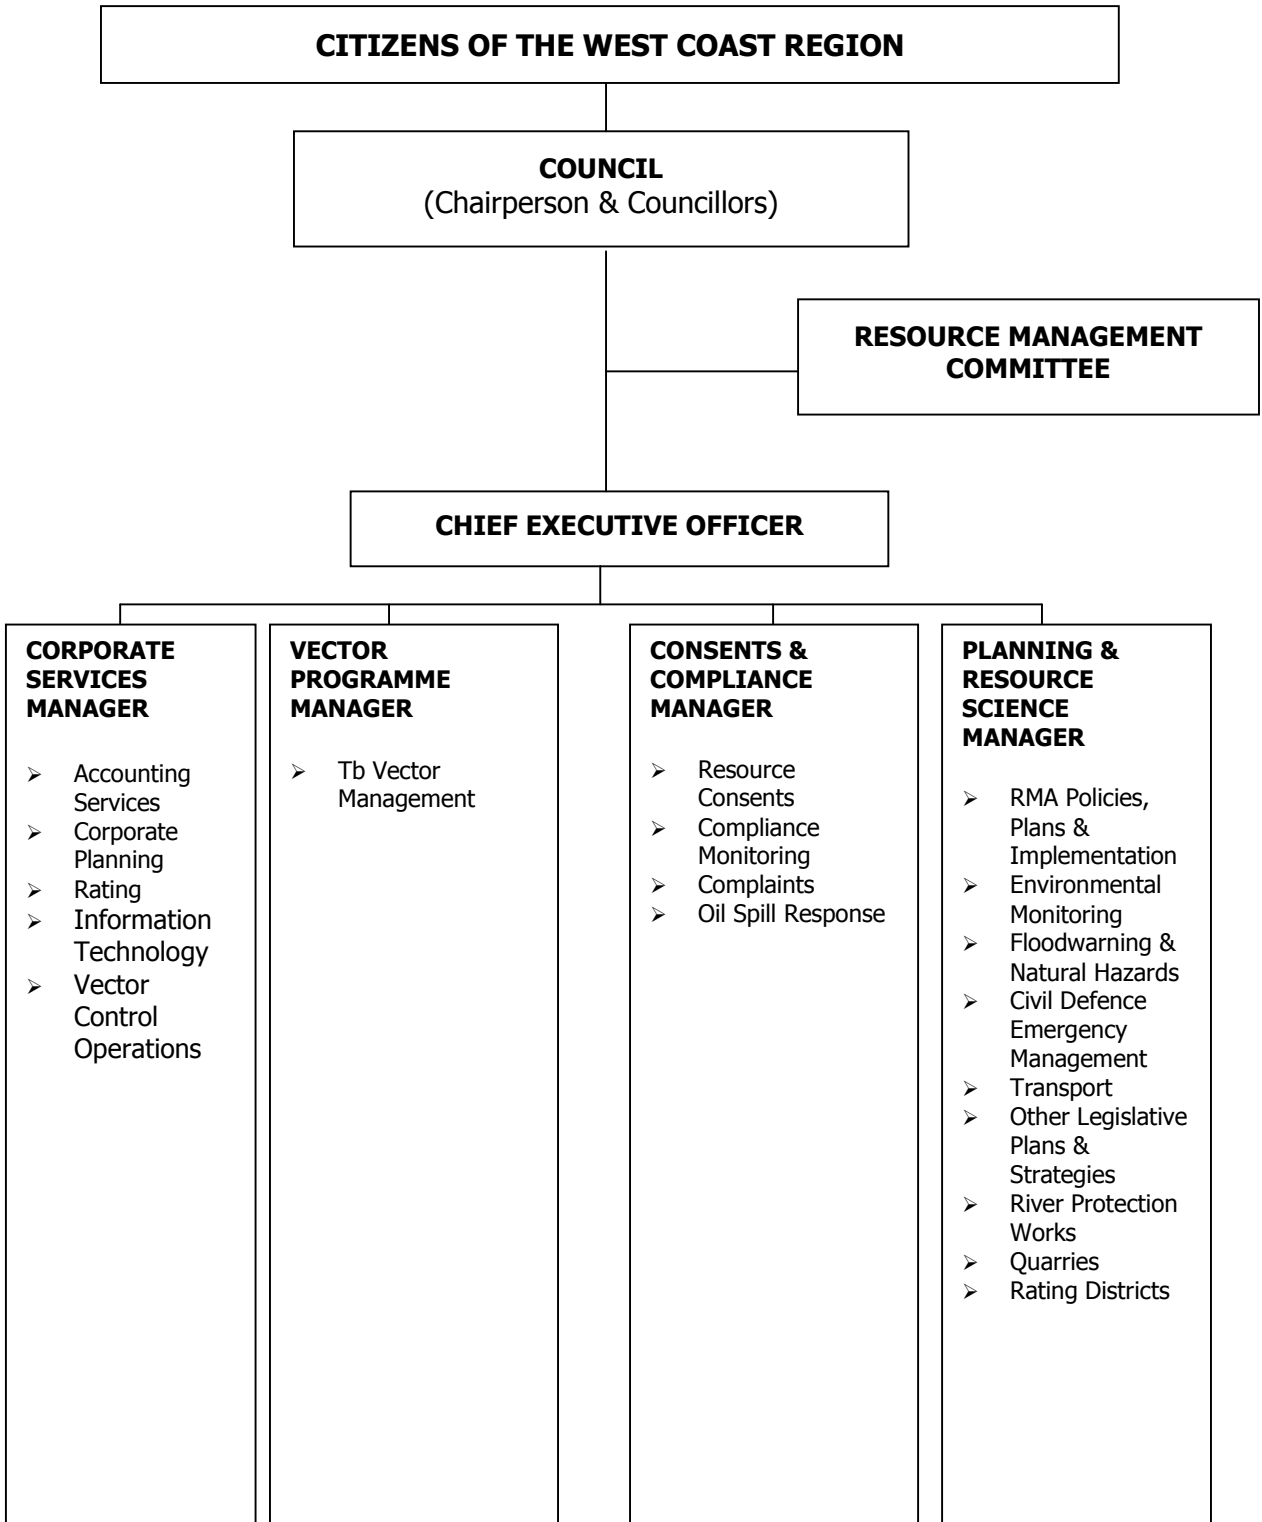 CITIZENS OF THE WEST COAST REGION
COUNCIL
(Chairperson & Councillors)
RESOURCE MANAGEMENT
COMMITTEE
CHIEF EXECUTIVE OFFICER
CORPORATE
SERVICES
MANAGER
➢ Accounting
Services
➢ Corporate
Planning
➢ Rating
➢ Information
Technology
➢ Vector
Control
Operations
VECTOR
PROGRAMME
MANAGER
➢ Tb Vector
Management
CONSENTS &
COMPLIANCE
MANAGER
➢ Resource
Consents
➢ Compliance
Monitoring
➢ Complaints
➢ Oil Spill Response
PLANNING &
RESOURCE
SCIENCE
MANAGER
➢ RMA Policies,
Plans &
Implementation
➢ Environmental
Monitoring
➢ Floodwarning &
Natural Hazards
➢ Civil Defence
Emergency
Management
➢ Transport
➢ Other Legislative
Plans &
Strategies
➢ River Protection
Works
➢ Quarries
➢ Rating Districts